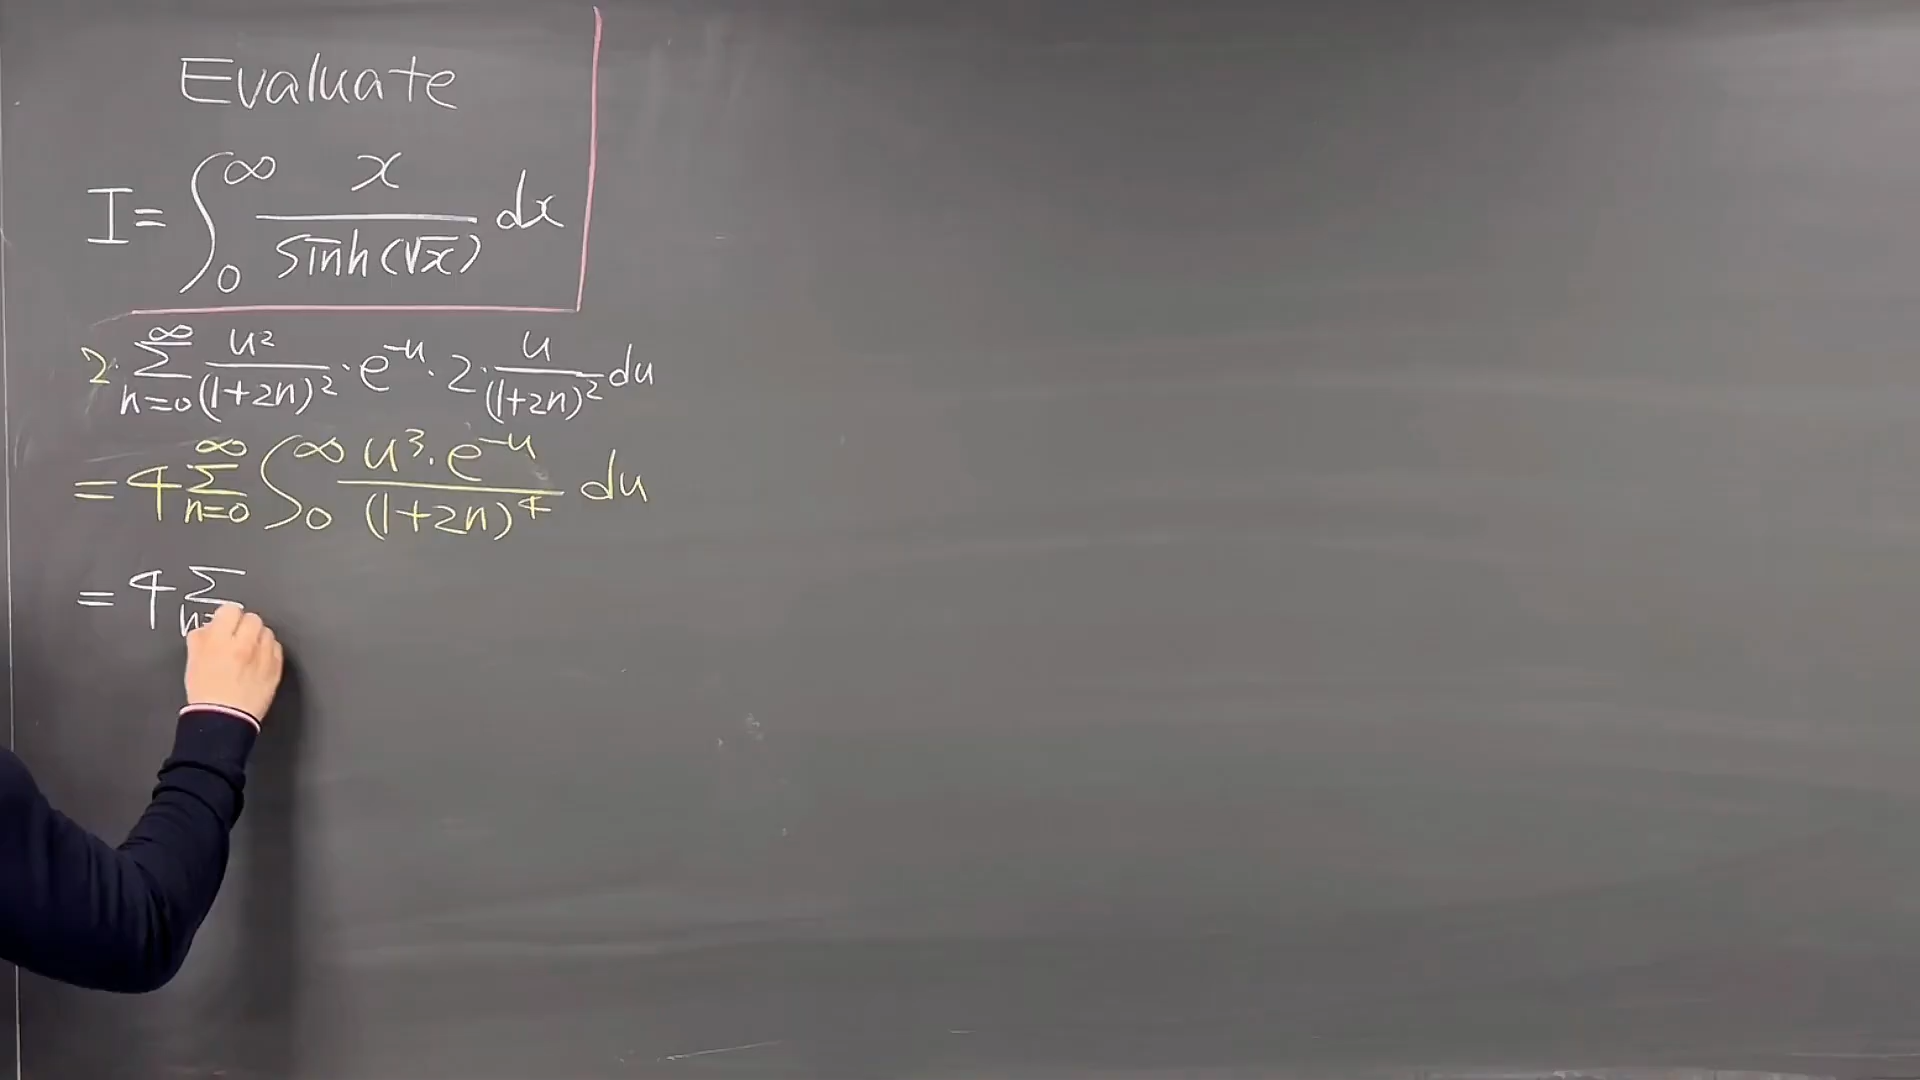 Evaluate
I = ∫₀^∞ x / sinh(√x) dx
2· ∑_{n=0}^∞ u² / (1+2n)² · e^{-u} · 2 · u / (1+2n)² du
= 4 ∑_{n=0}^∞ ∫₀^∞ u³ · e^{-u} / (1+2n)⁴ du
= 4 ∑ n=